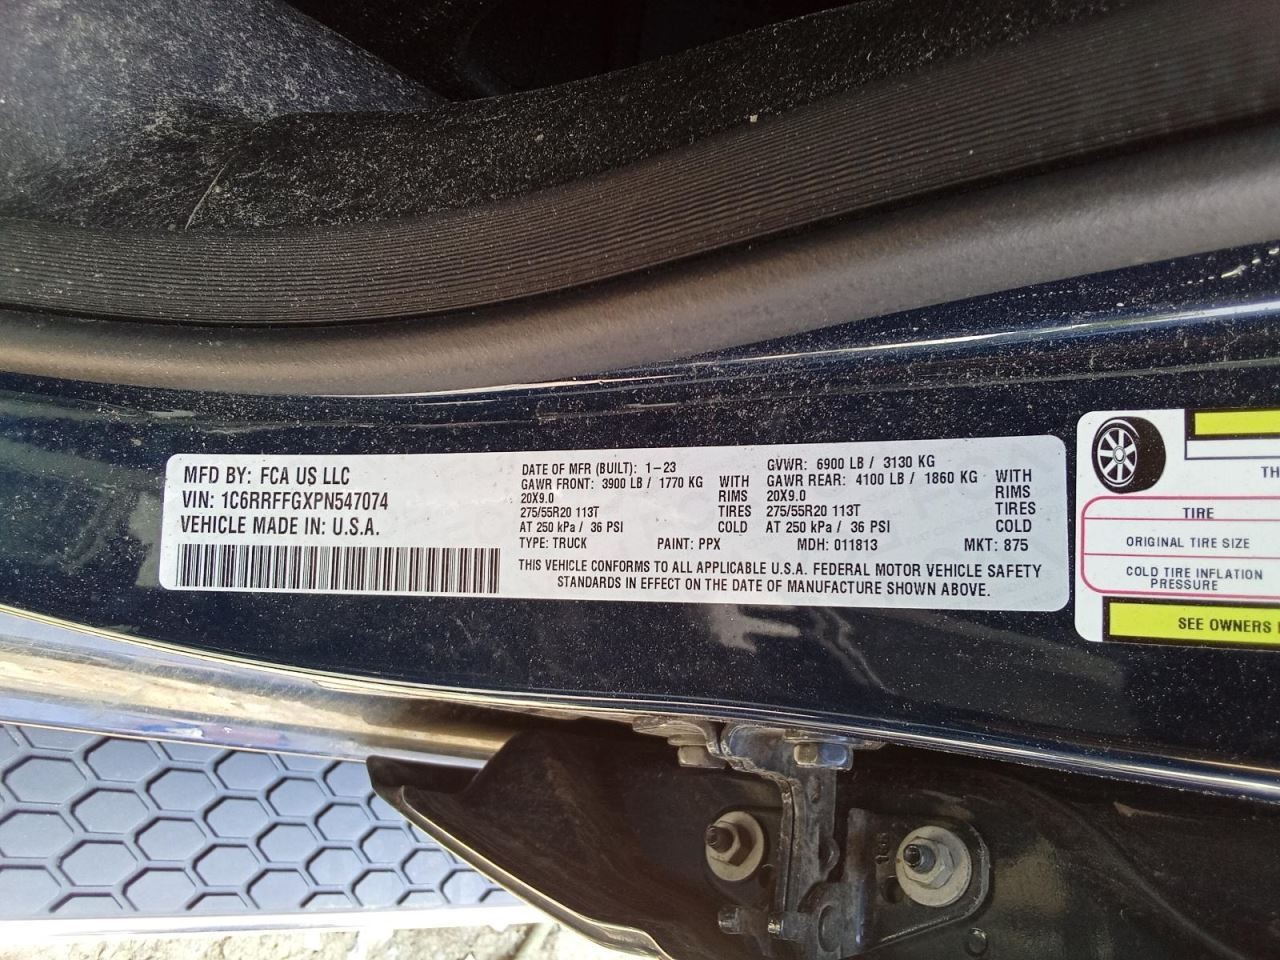 MFD BY: FCA US LLC
VIN: 1C6RRFFGXPN547074
VEHICLE MADE IN: U.S.A.
DATE OF MFR (BUILT): 1-23
GAWR FRONT: 3900 LB / 1770 KG WITH
20X9.0 RIMS
275/55R20 113T TIRES
AT 250 kPa / 36 PSI COLD
GVWR: 6900 LB / 3130 KG
GAWR REAR: 4100 LB / 1860 KG WITH
20X9.0 RIMS
275/55R20 113T TIRES
AT 250 kPa / 36 PSI COLD
TYPE: TRUCK PAINT: PPX MDH: 011813 MKT: 875
THIS VEHICLE CONFORMS TO ALL APPLICABLE U.S.A. FEDERAL MOTOR VEHICLE SAFETY
STANDARDS IN EFFECT ON THE DATE OF MANUFACTURE SHOWN ABOVE.
TH
TIRE
ORIGINAL TIRE SIZE
COLD TIRE INFLATION
PRESSURE
SEE OWNERS